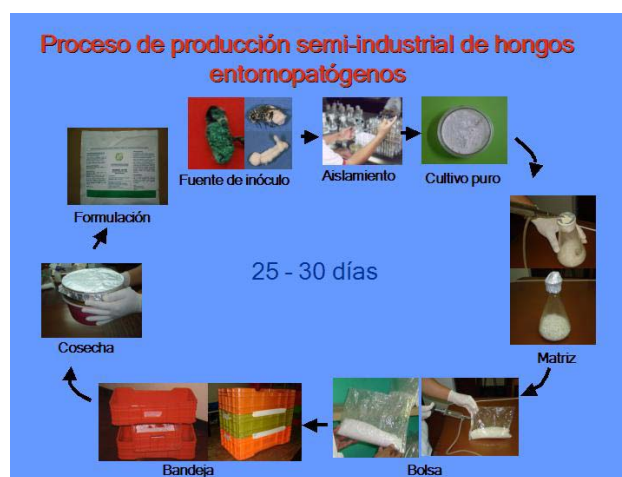 Proceso de producción semi-industrial de hongos
entomopatógenos
Fuente de inóculo
Aislamiento
Cultivo puro
Matriz
Bolsa
Bandeja
Cosecha
Formulación
25 - 30 días